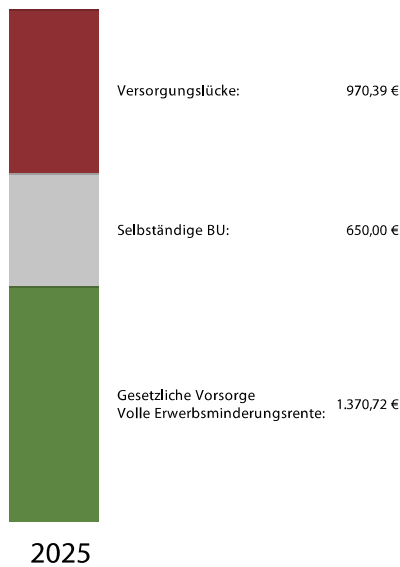 Versorgungslücke: 970,39 €
Selbständige BU: 650,00 €
Gesetzliche Vorsorge
Volle Erwerbsminderungsrente: 1.370,72 €
2025